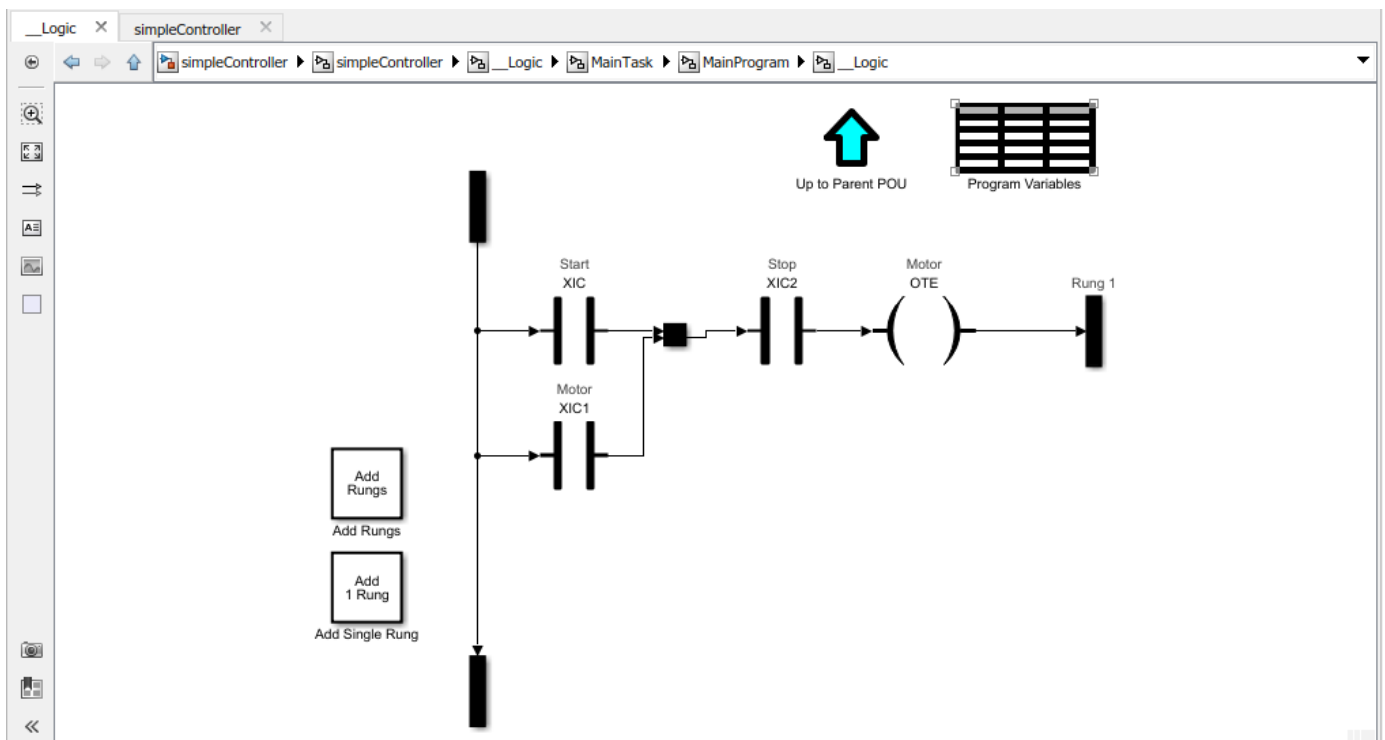 __Logic
simpleController
simpleController
simpleController
__Logic
MainTask
MainProgram
__Logic
Up to Parent POU
Program Variables
Start
XIC
Stop
XIC2
Motor
OTE
Rung 1
Motor
XIC1
Add
Rungs
Add Rungs
Add
1 Rung
Add Single Rung